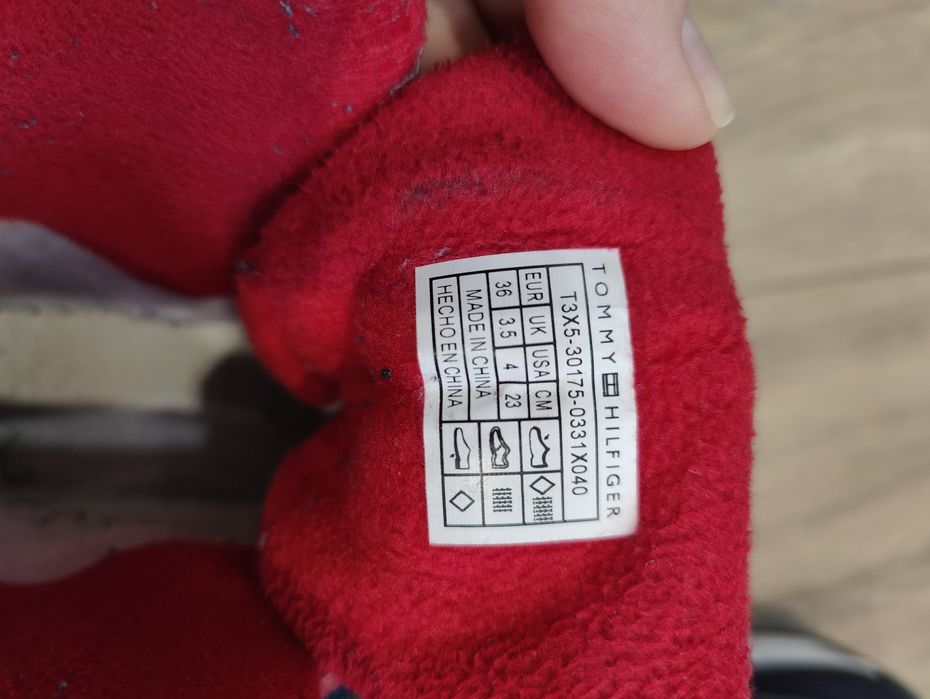 TOMMY HILFIGER
T3X5-30175-0331X040
EUR UK USA CM
36 3.5 4 23
MADE IN CHINA
HECHO EN CHINA